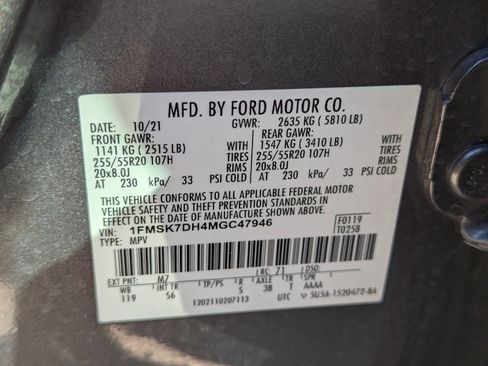 MFD. BY FORD MOTOR CO.
DATE: 10/21 GVWR: 2635 KG ( 5810 LB)
FRONT GAWR: REAR GAWR:
1141 KG ( 2515 LB) WITH 1547 KG ( 3410 LB) WITH
255/55R20 107H TIRES 255/55R20 107H TIRES
20x8.0J RIMS 20x8.0J RIMS
AT 230 kPa/ 33 PSI COLD AT 230 kPa/ 33 PSI COLD
THIS VEHICLE CONFORMS TO ALL APPLICABLE FEDERAL MOTOR
VEHICLE SAFETY, BUMPER, AND THEFT PREVENTION STANDARDS
IN EFFECT ON THE DATE OF MANUFACTURE SHOWN ABOVE.
VIN: 1FMSK7DH4MGC47946 F0119
TYPE: MPV T0258
EXT PNT: M7 RC: 71 DSO:
WB INT TR TP/PS R AXLE TR SPR
119 S6 S 3B T AAAA
1202110207113 UTC 5U5A-1520472-BA